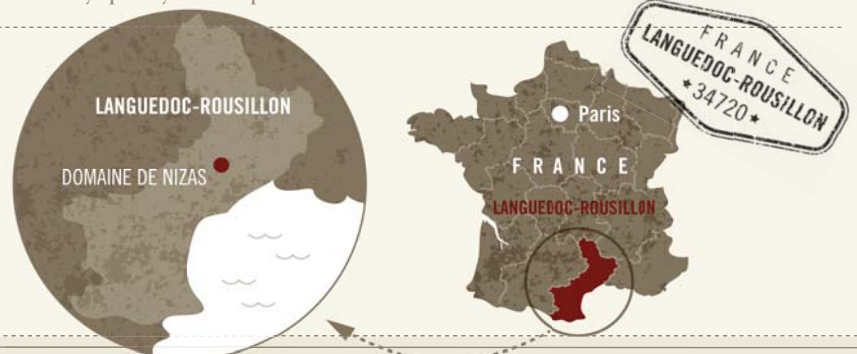 LANGUEDOC-ROUSILLON
DOMAINE DE NIZAS
Paris
FRANCE
LANGUEDOC-ROUSILLON
FRANCE
LANGUEDOC-ROUSILLON
34720